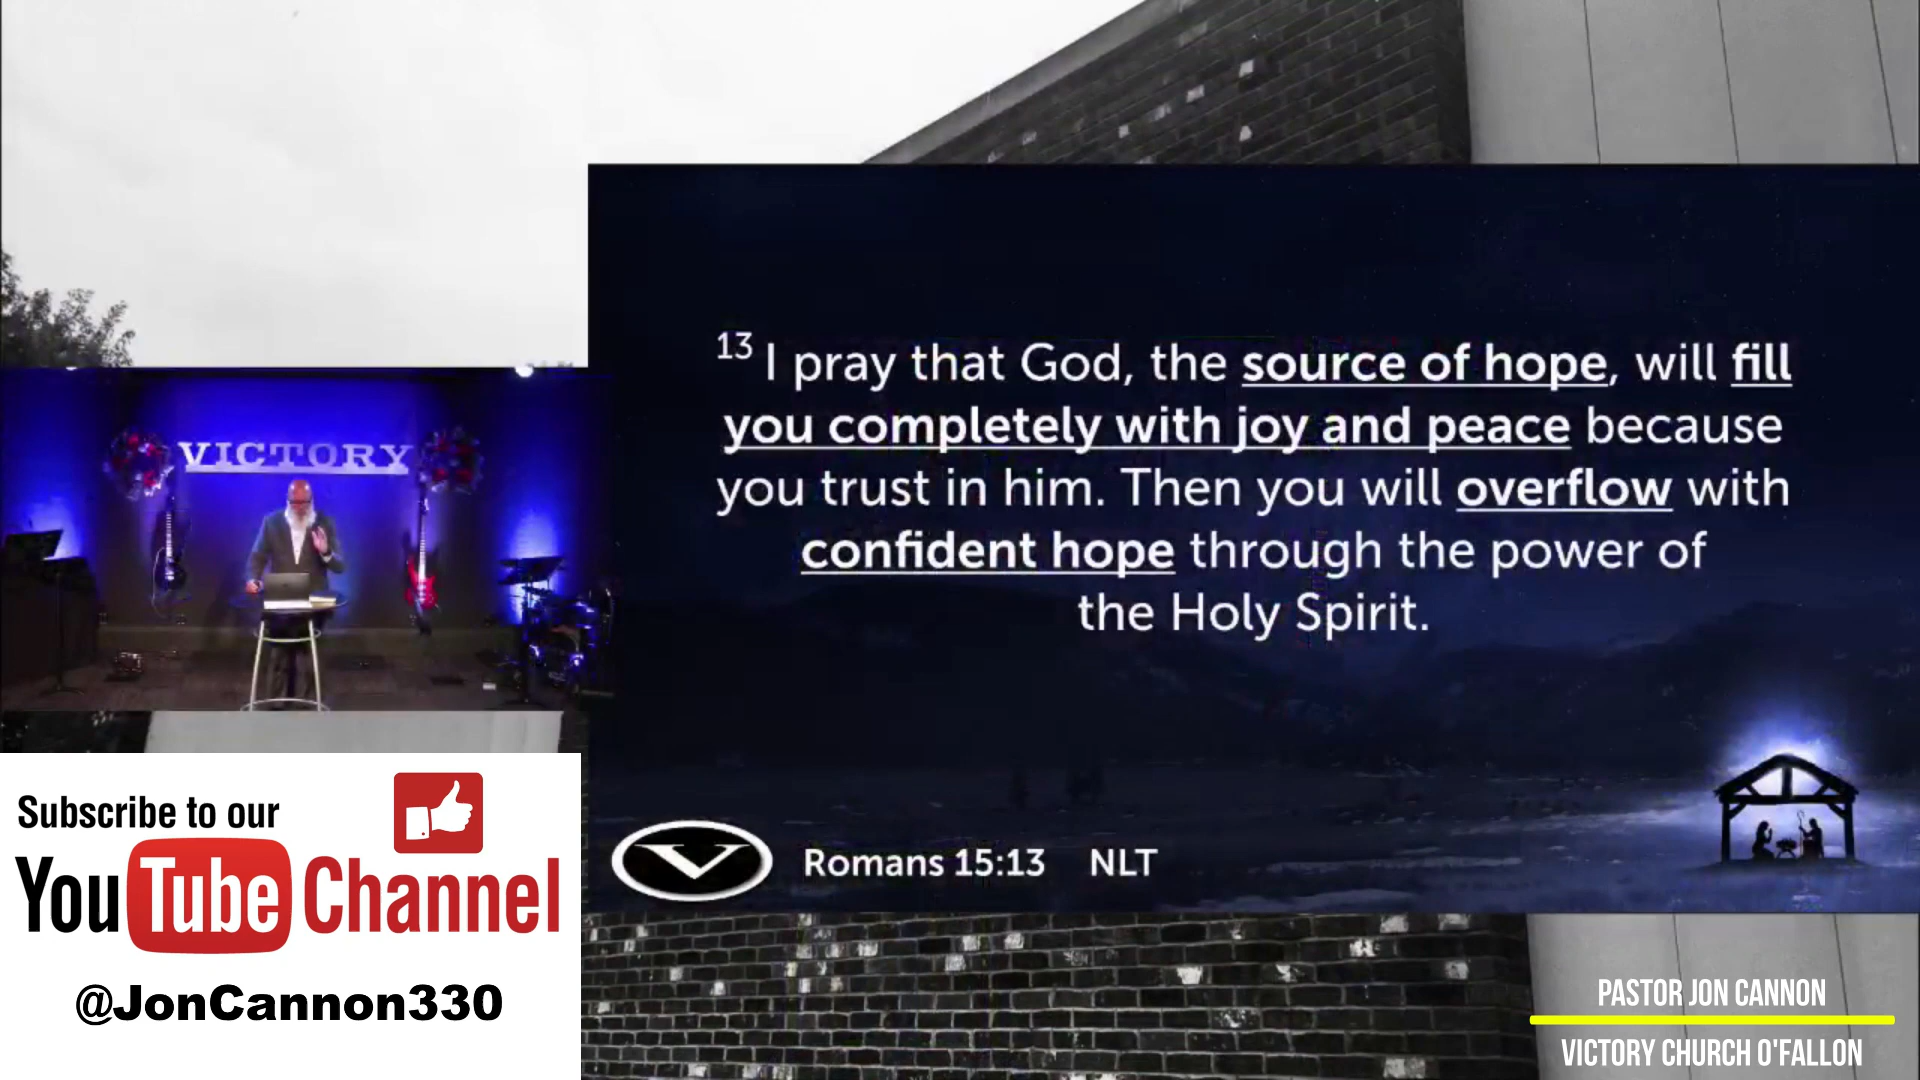 13 I pray that God, the source of hope, will fill
you completely with joy and peace because
you trust in him. Then you will overflow with
confident hope through the power of
the Holy Spirit.
VICTORY
Subscribe to our
YouTube Channel
@JonCannon330
V
Romans 15:13 NLT
PASTOR JON CANNON
VICTORY CHURCH O'FALLON